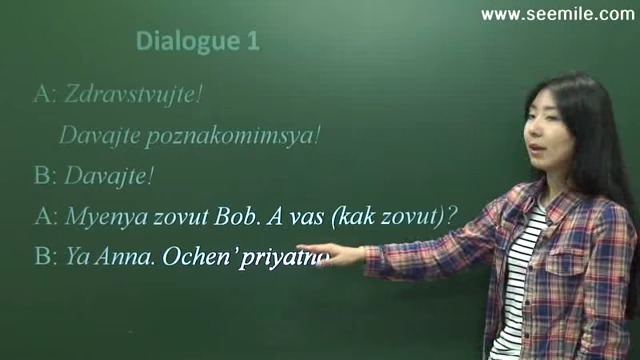 www.seemile.com
Dialogue 1
A: Zdravstvujte!
Davajte poznakomimsya!
B: Davajte!
A: Myenya zovut Bob. A vas (kak zovut)?
B: Ya Anna. Ochen' priyatno